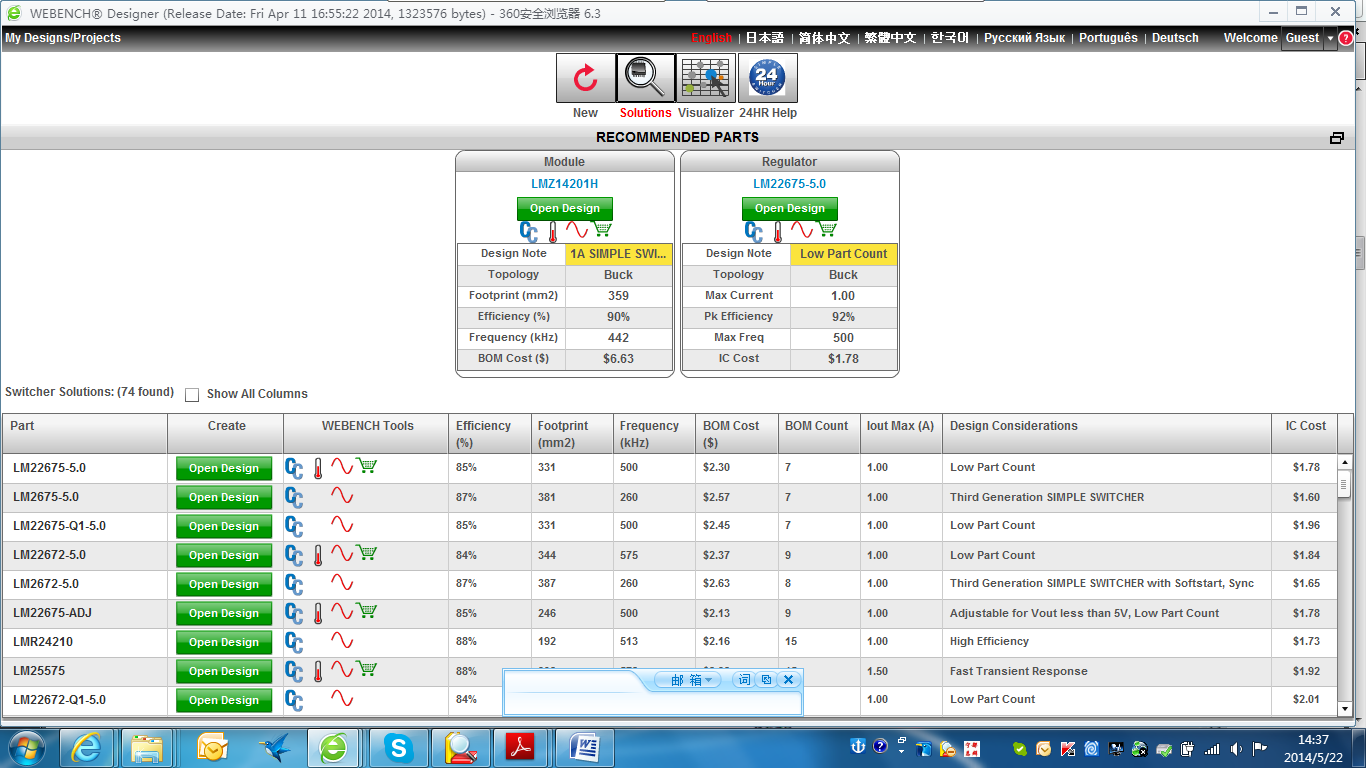 WEBENCH® Designer (Release Date: Fri Apr 11 16:55:22 2014, 1323576 bytes) - 360安全浏览器 6.3
My Designs/Projects English | 日本語 | 简体中文 | 繁體中文 | 한국어 | Русский Язык | Português | Deutsch Welcome Guest ?
24 Hour
New Solutions Visualizer 24HR Help
RECOMMENDED PARTS
Module
LMZ14201H
Open Design
Design Note 1A SIMPLE SWI...
Topology Buck
Footprint (mm2) 359
Efficiency (%) 90%
Frequency (kHz) 442
BOM Cost ($) $6.63
Regulator
LM22675-5.0
Open Design
Design Note Low Part Count
Topology Buck
Max Current 1.00
Pk Efficiency 92%
Max Freq 500
IC Cost $1.78
Switcher Solutions: (74 found) Show All Columns
Part Create WEBENCH Tools Efficiency (%) Footprint (mm2) Frequency (kHz) BOM Cost ($) BOM Count Iout Max (A) Design Considerations IC Cost
LM22675-5.0 Open Design 85% 331 500 $2.30 7 1.00 Low Part Count $1.78
LM2675-5.0 Open Design 87% 381 260 $2.57 7 1.00 Third Generation SIMPLE SWITCHER $1.60
LM22675-Q1-5.0 Open Design 85% 331 500 $2.45 7 1.00 Low Part Count $1.96
LM22672-5.0 Open Design 84% 344 575 $2.37 9 1.00 Low Part Count $1.84
LM2672-5.0 Open Design 87% 387 260 $2.63 8 1.00 Third Generation SIMPLE SWITCHER with Softstart, Sync $1.65
LM22675-ADJ Open Design 85% 246 500 $2.13 9 1.00 Adjustable for Vout less than 5V, Low Part Count $1.78
LMR24210 Open Design 88% 192 513 $2.16 15 1.00 High Efficiency $1.73
LM25575 Open Design 88% 1.50 Fast Transient Response $1.92
LM22672-Q1-5.0 Open Design 84% 1.00 Low Part Count $2.01
邮 箱 词
14:37
2014/5/22